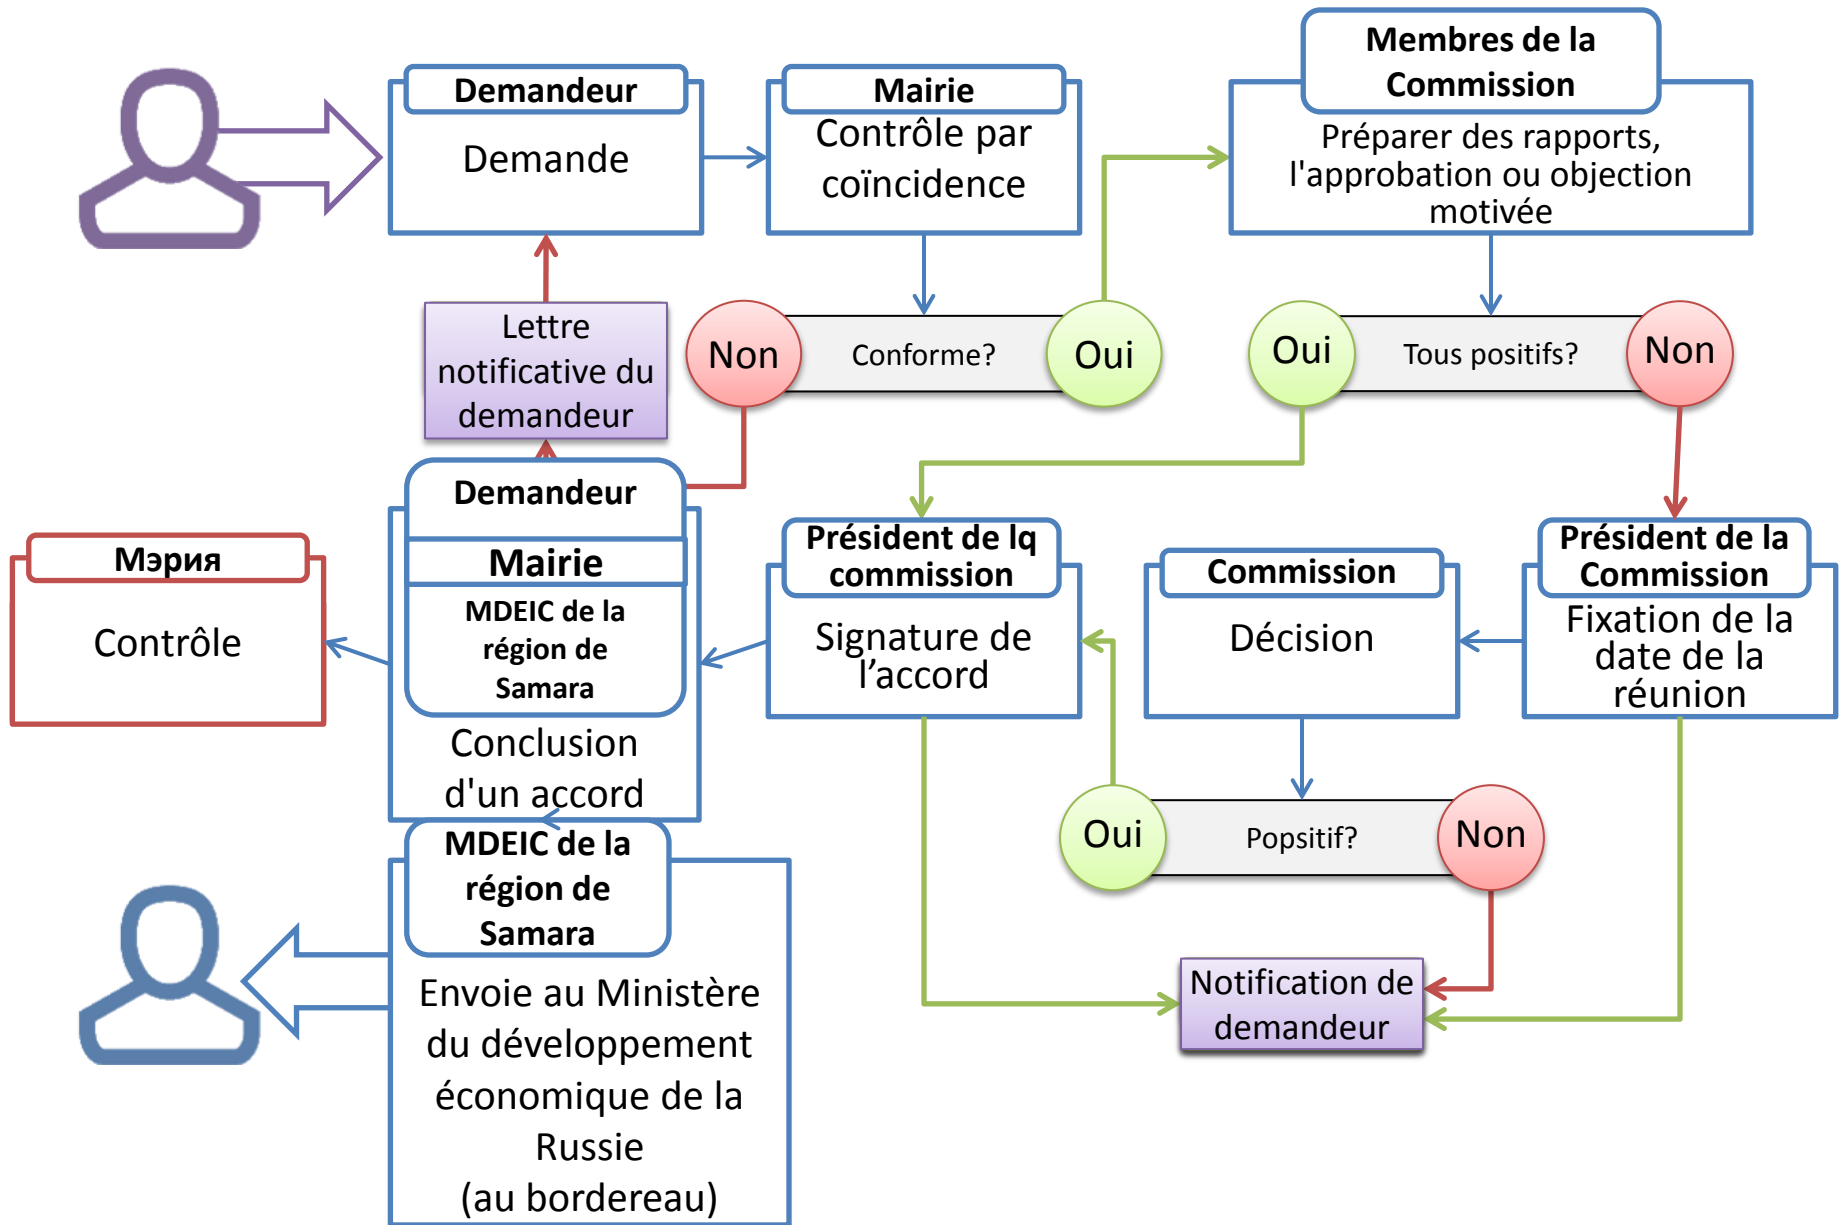 Demandeur
Demande
Mairie
Contrôle par
coïncidence
Membres de la
Commission
Préparer des rapports,
l'approbation ou objection
motivée
Lettre
notificative du
demandeur
Non
Conforme?
Oui
Oui
Tous positifs?
Non
Мэрия
Contrôle
Demandeur
Mairie
MDEIC de la
région de
Samara
Conclusion
d'un accord
Président de lq
commission
Signature de
l’accord
Commission
Décision
Président de la
Commission
Fixation de la
date de la
réunion
Oui
Popsitif?
Non
MDEIC de la
région de
Samara
Envoie au Ministère
du développement
économique de la
Russie
(au bordereau)
Notification de
demandeur